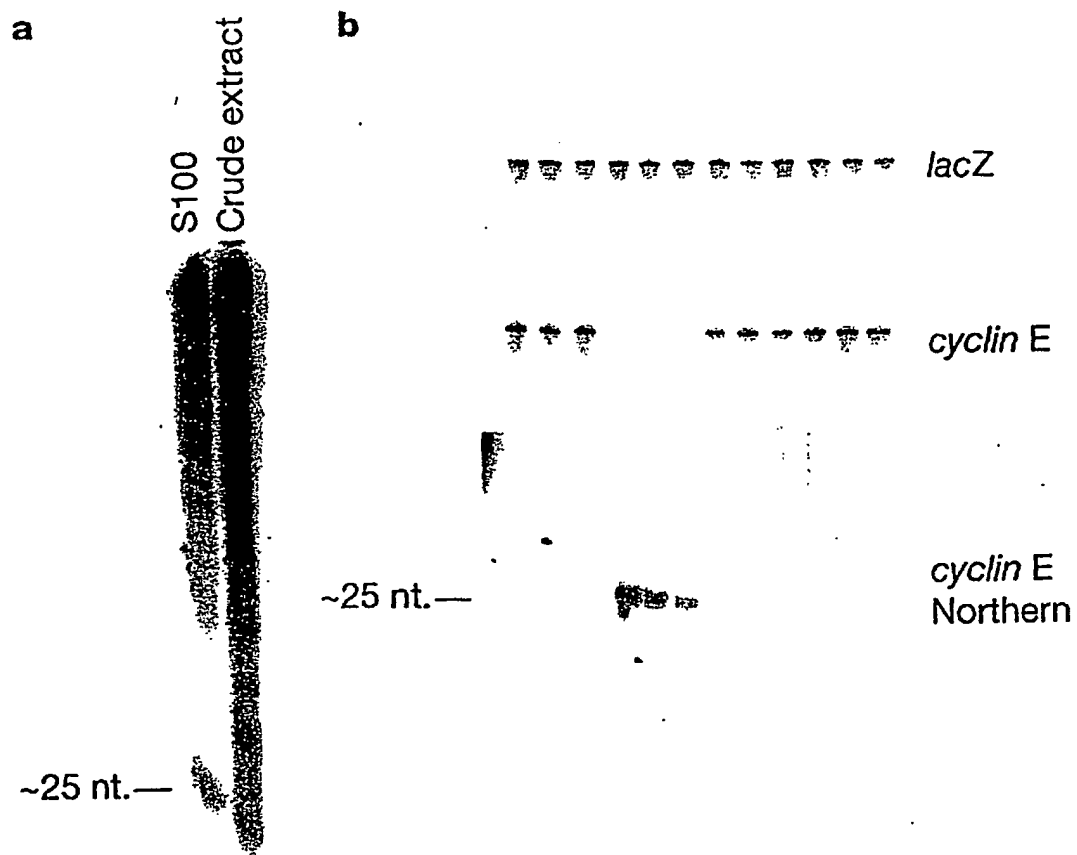 a
b
S100
Crude extract
lacZ
cyclin E
~25 nt.
cyclin E
Northern
~25 nt.